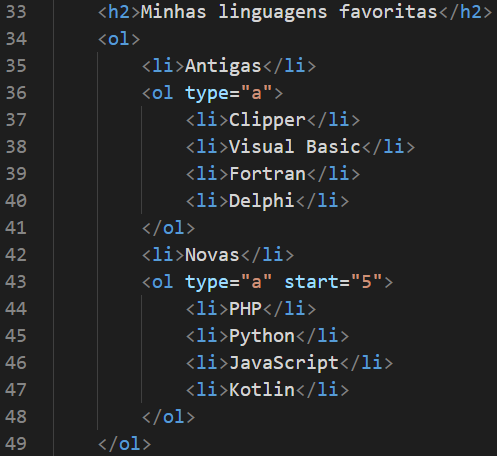 33 <h2>Minhas linguagens favoritas</h2>
34 <ol>
35 <li>Antigas</li>
36 <ol type="a">
37 <li>Clipper</li>
38 <li>Visual Basic</li>
39 <li>Fortran</li>
40 <li>Delphi</li>
41 </ol>
42 <li>Novas</li>
43 <ol type="a" start="5">
44 <li>PHP</li>
45 <li>Python</li>
46 <li>JavaScript</li>
47 <li>Kotlin</li>
48 </ol>
49 </ol>